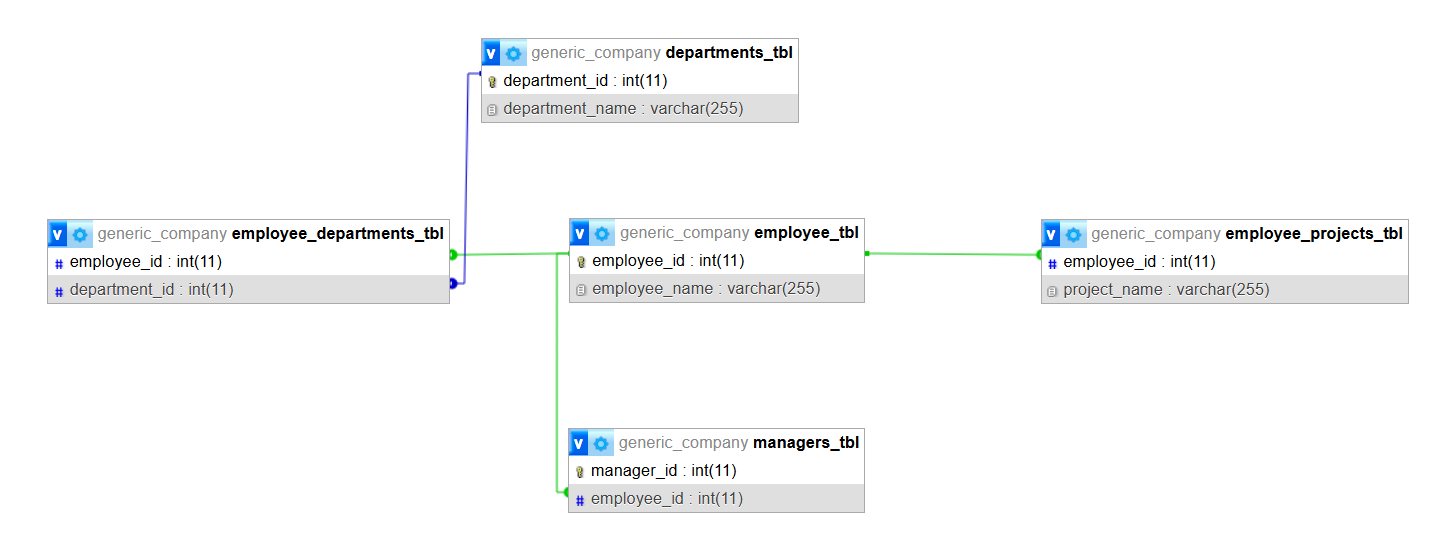 v generic_company departments_tbl
department_id : int(11)
department_name : varchar(255)
v generic_company employee_departments_tbl
# employee_id : int(11)
# department_id : int(11)
v generic_company employee_tbl
employee_id : int(11)
employee_name : varchar(255)
v generic_company employee_projects_tbl
# employee_id : int(11)
project_name : varchar(255)
v generic_company managers_tbl
manager_id : int(11)
# employee_id : int(11)